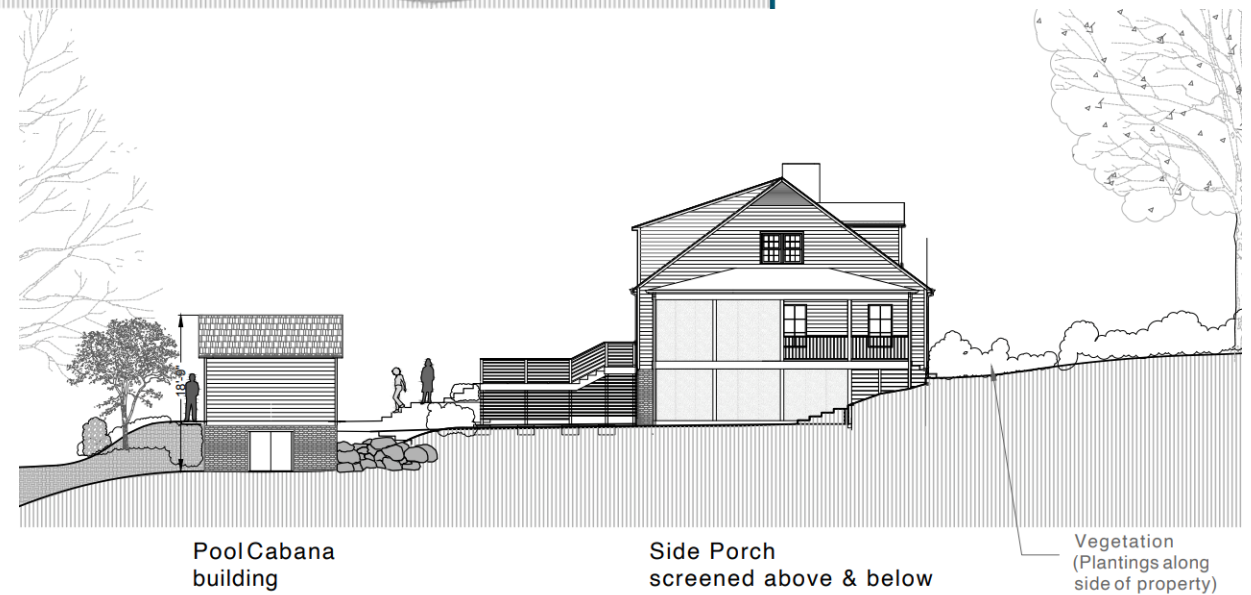 Pool Cabana
building
Side Porch
screened above & below
Vegetation
(Plantings along
side of property)